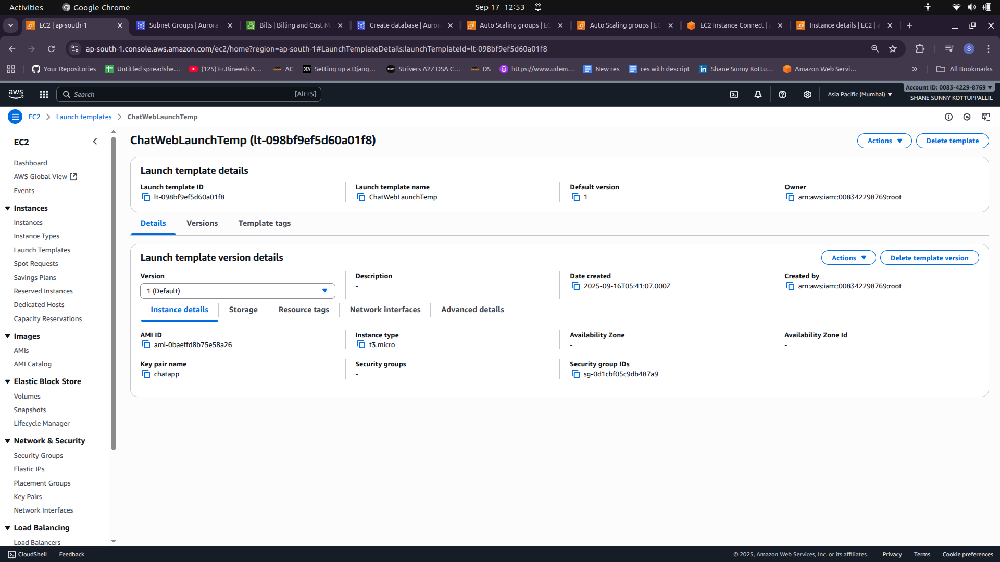 Activities
Google Chrome
Sep 17 12:53
EC2 | ap-south-1
Subnet Groups | Aurora
Bills | Billing and Cost M
Create database | Auror
Auto Scaling groups | EC
Auto Scaling groups | EC
EC2 Instance Connect |
Instance details | EC2 | a
ap-south-1.console.aws.amazon.com/ec2/home?region=ap-south-1#LaunchTemplateDetails:launchTemplateId=lt-098bf9ef5d60a01f8
S
Your Repositories
Untitled spreadshe...
(125) Fr.Bineesh A...
AC
DEV Setting up a Djang...
TUF Strivers A2Z DSA C...
DS
https://www.udem...
New res
res with descript
Shane Sunny Kottu...
Amazon Web Servi...
All Bookmarks
aws
Search
[Alt+S]
Asia Pacific (Mumbai)
Account ID: 0083-4229-8769
SHANE SUNNY KOTTUPPALLIL
EC2
Launch templates
ChatWebLaunchTemp
EC2
Dashboard
AWS Global View
Events
Instances
Instances
Instance Types
Launch Templates
Spot Requests
Savings Plans
Reserved Instances
Dedicated Hosts
Capacity Reservations
Images
AMIs
AMI Catalog
Elastic Block Store
Volumes
Snapshots
Lifecycle Manager
Network & Security
Security Groups
Elastic IPs
Placement Groups
Key Pairs
Network Interfaces
Load Balancing
Load Balancers
ChatWebLaunchTemp (lt-098bf9ef5d60a01f8)
Actions
Delete template
Launch template details
Launch template ID
lt-098bf9ef5d60a01f8
Launch template name
ChatWebLaunchTemp
Default version
1
Owner
arn:aws:iam::008342298769:root
Details
Versions
Template tags
Launch template version details
Actions
Delete template version
Version
1 (Default)
Description
-
Date created
2025-09-16T05:41:07.000Z
Created by
arn:aws:iam::008342298769:root
Instance details
Storage
Resource tags
Network interfaces
Advanced details
AMI ID
ami-0baeffd8b75e58a26
Instance type
t3.micro
Availability Zone
-
Availability Zone Id
-
Key pair name
chatapp
Security groups
-
Security group IDs
sg-0d1cbf05c9db487a9
CloudShell
Feedback
© 2025, Amazon Web Services, Inc. or its affiliates.
Privacy
Terms
Cookie preferences